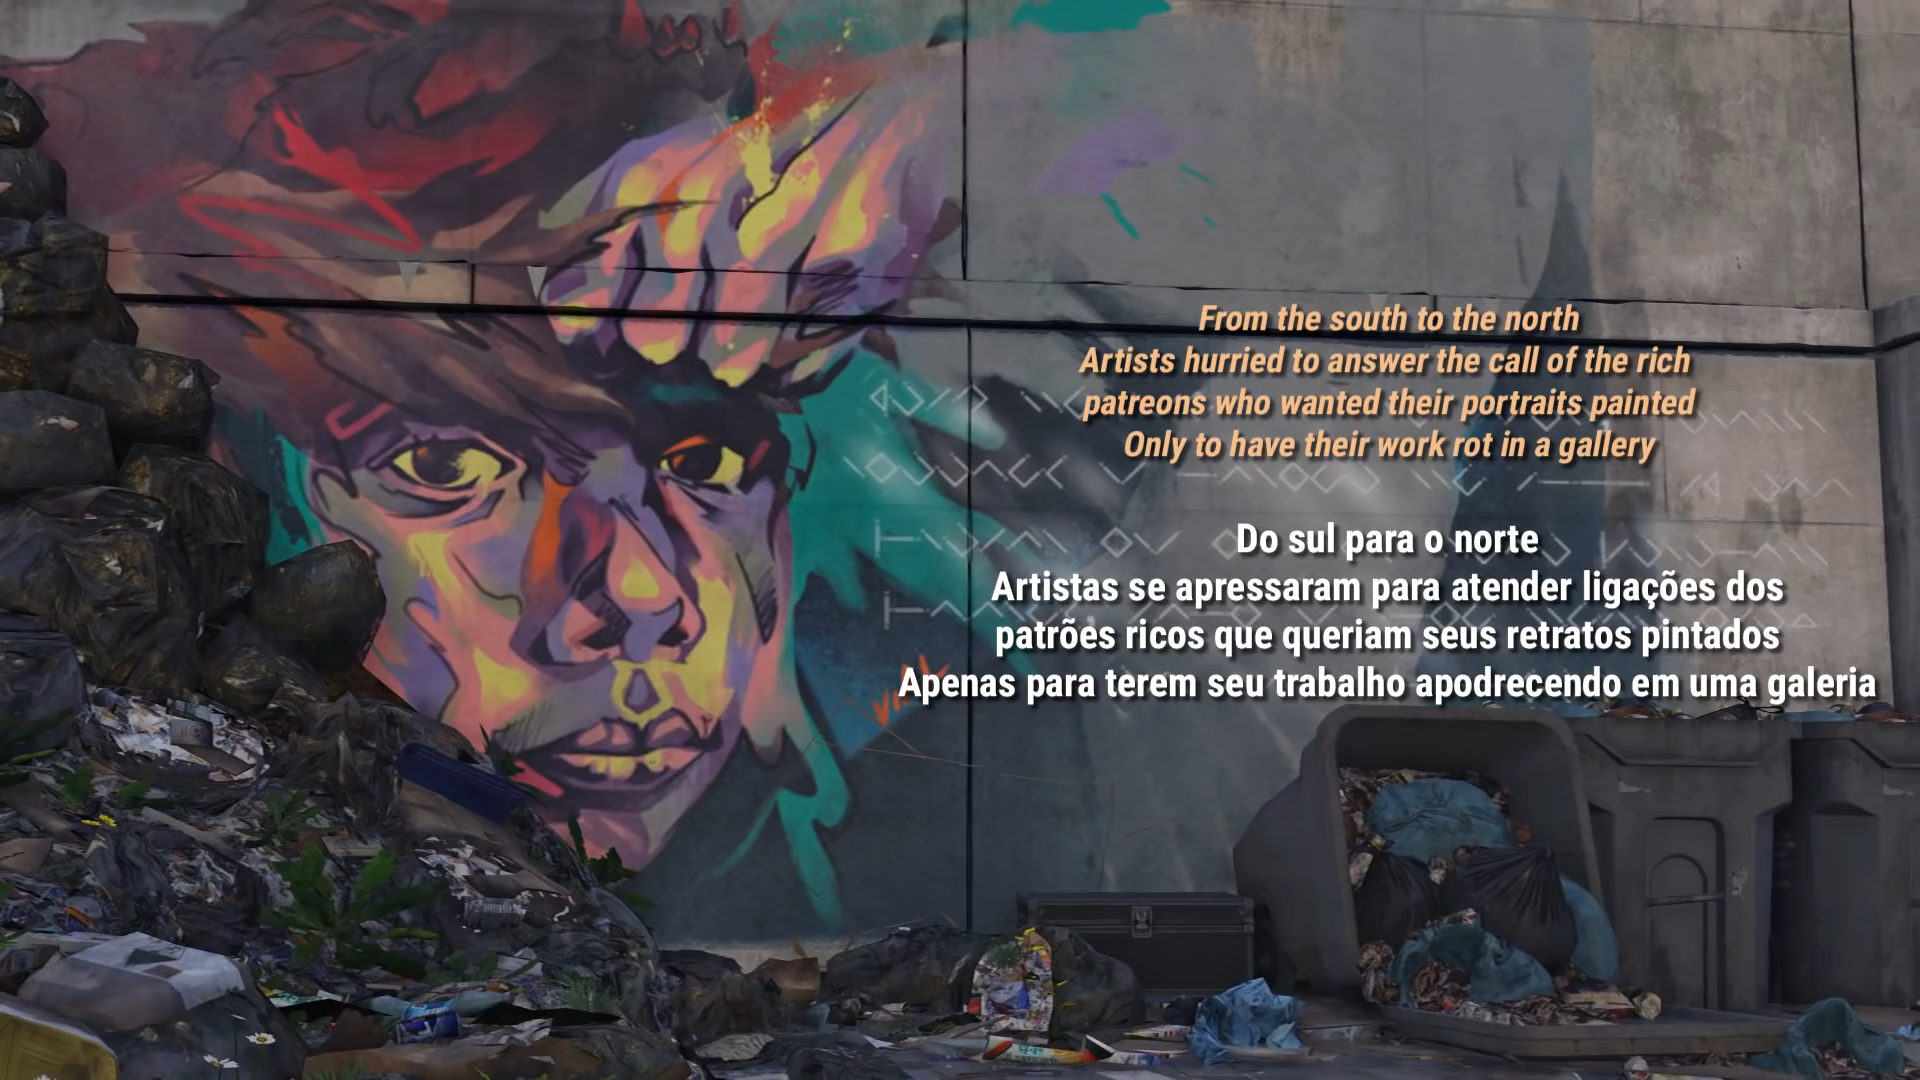 From the south to the north
Artists hurried to answer the call of the rich
patreons who wanted their portraits painted
Only to have their work rot in a gallery
Do sul para o norte
Artistas se apressaram para atender ligações dos
patrões ricos que queriam seus retratos pintados
Apenas para terem seu trabalho apodrecendo em uma galeria